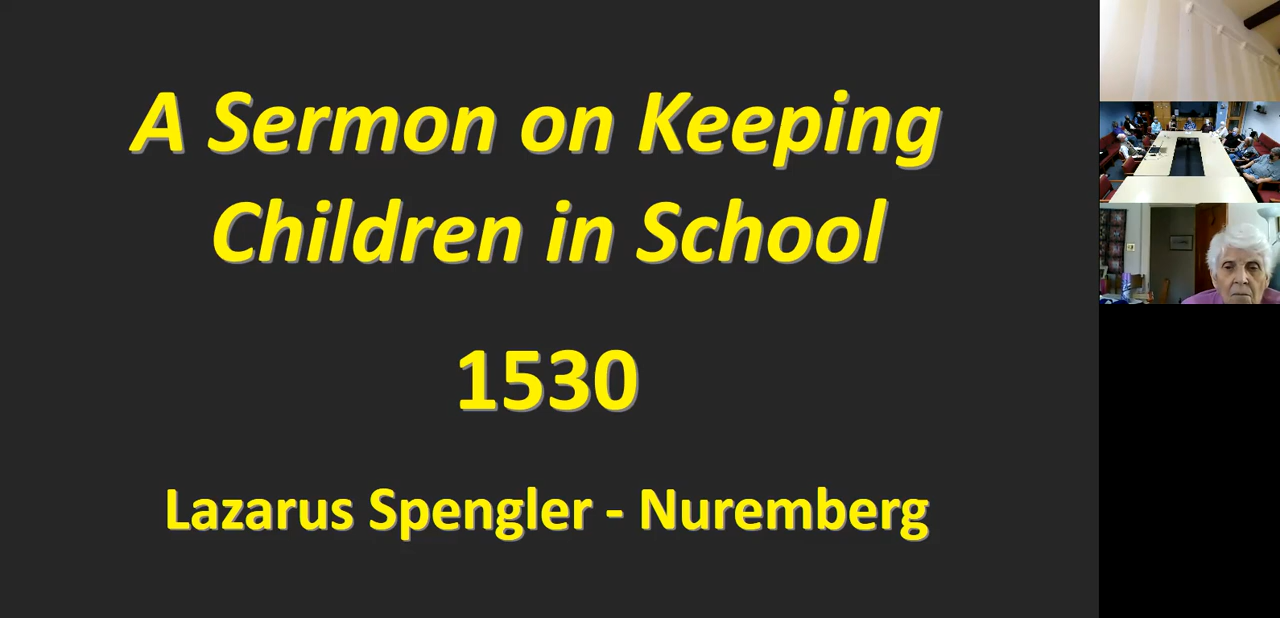 A Sermon on Keeping
Children in School
1530
Lazarus Spengler - Nuremberg